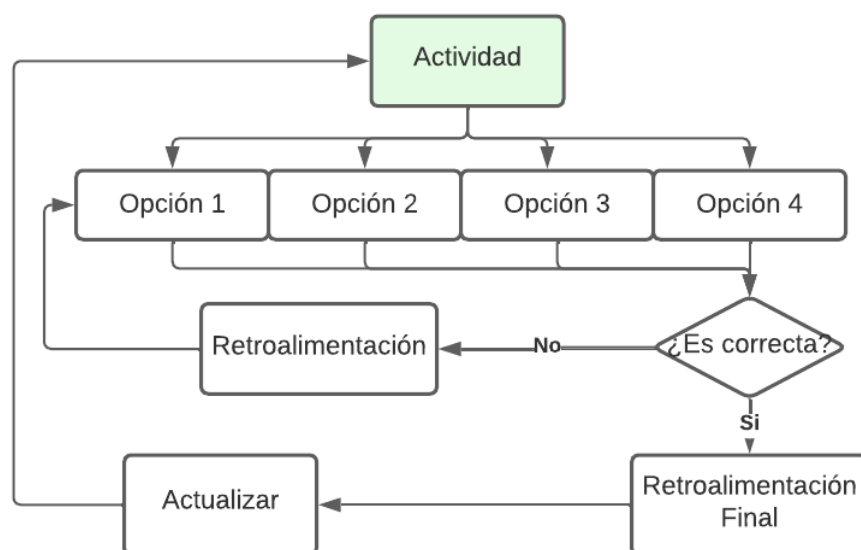 Actividad
Opción 1
Opción 2
Opción 3
Opción 4
Retroalimentación
No
¿Es correcta?
Si
Actualizar
Retroalimentación
Final